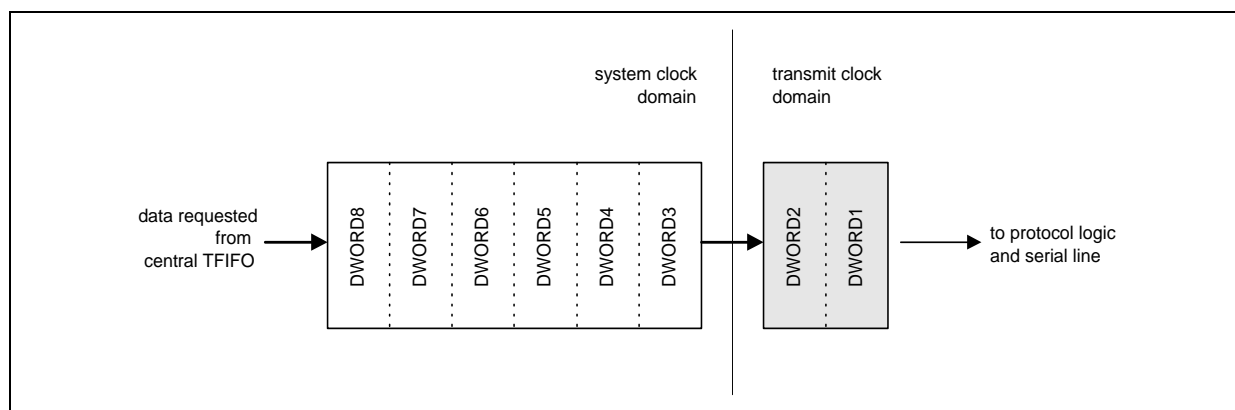 system clock
domain
transmit clock
domain
data requested
from
central TFIFO
DWORD8
DWORD7
DWORD6
DWORD5
DWORD4
DWORD3
DWORD2
DWORD1
to protocol logic
and serial line